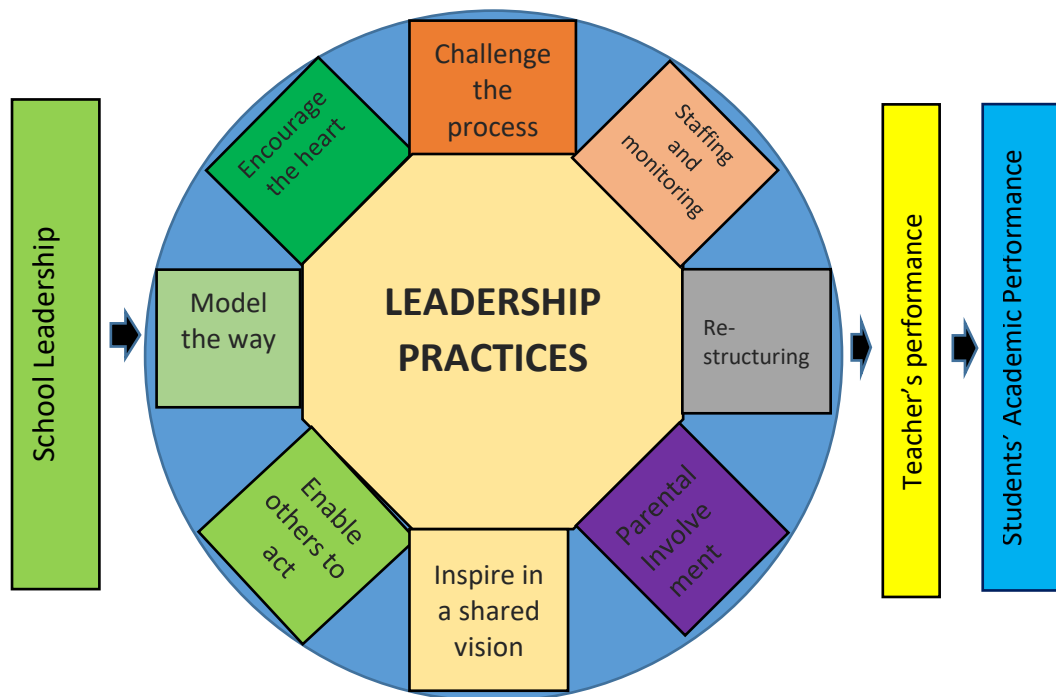 School Leadership
Challenge
the
process
Encourage
the heart
Staffing
and
monitoring
Model
the way
LEADERSHIP
PRACTICES
Re-
structuring
Enable
others to
act
Inspire in
a shared
vision
Parental
Involve
ment
Teacher's performance
Students' Academic Performance